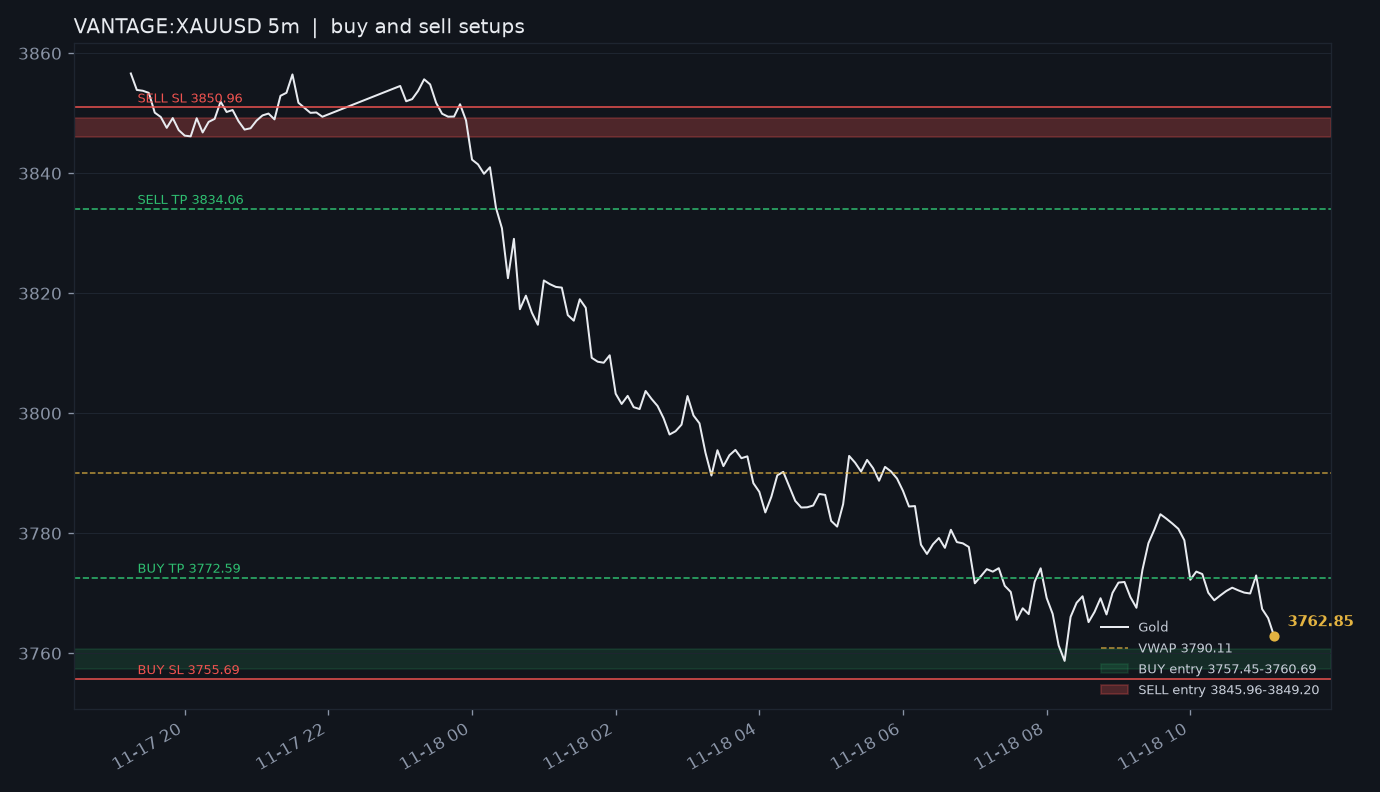 VANTAGE:XAUUSD 5m | buy and sell setups
3860
SELL SL 3850.96
3840
SELL TP 3834.06
3820
3800
3780
BUY TP 3772.59
3762.85
Gold
3760
VWAP 3790.11
BUY SL 3755.69
BUY entry 3757.45-3760.69
SELL entry 3845.96-3849.20
11-17 20
11-17 22
11-18 00
11-18 02
11-18 04
11-18 06
11-18 08
11-18 10